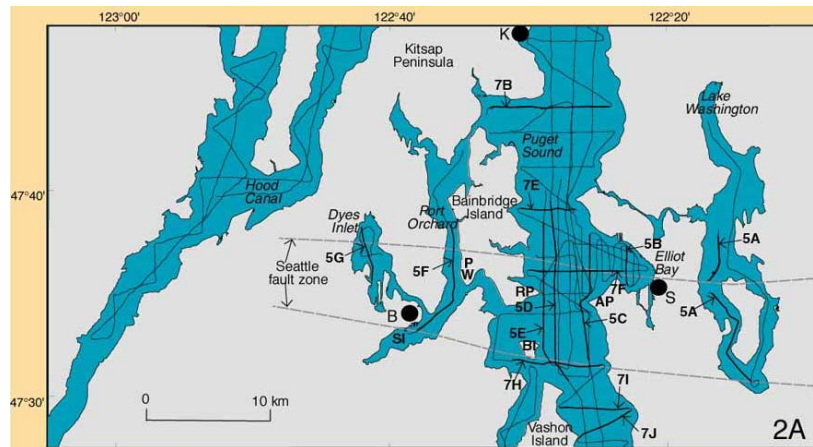 123°00'
122°40'
122°20'
K
Kitsap
Peninsula
7B
Lake
Washington
Puget
Sound
47°40'
Hood
Canal
7E
Bainbridge
Island
Dyes
Inlet
Port
Orchard
5G
5F
P
W
5B
Elliot
Bay
5A
Seattle
fault zone
7F
S
RP
5D
AP
5C
5A
B
SI
5E
BI
7H
7I
47°30'
0
10 km
7J
Vashon
Island
2A